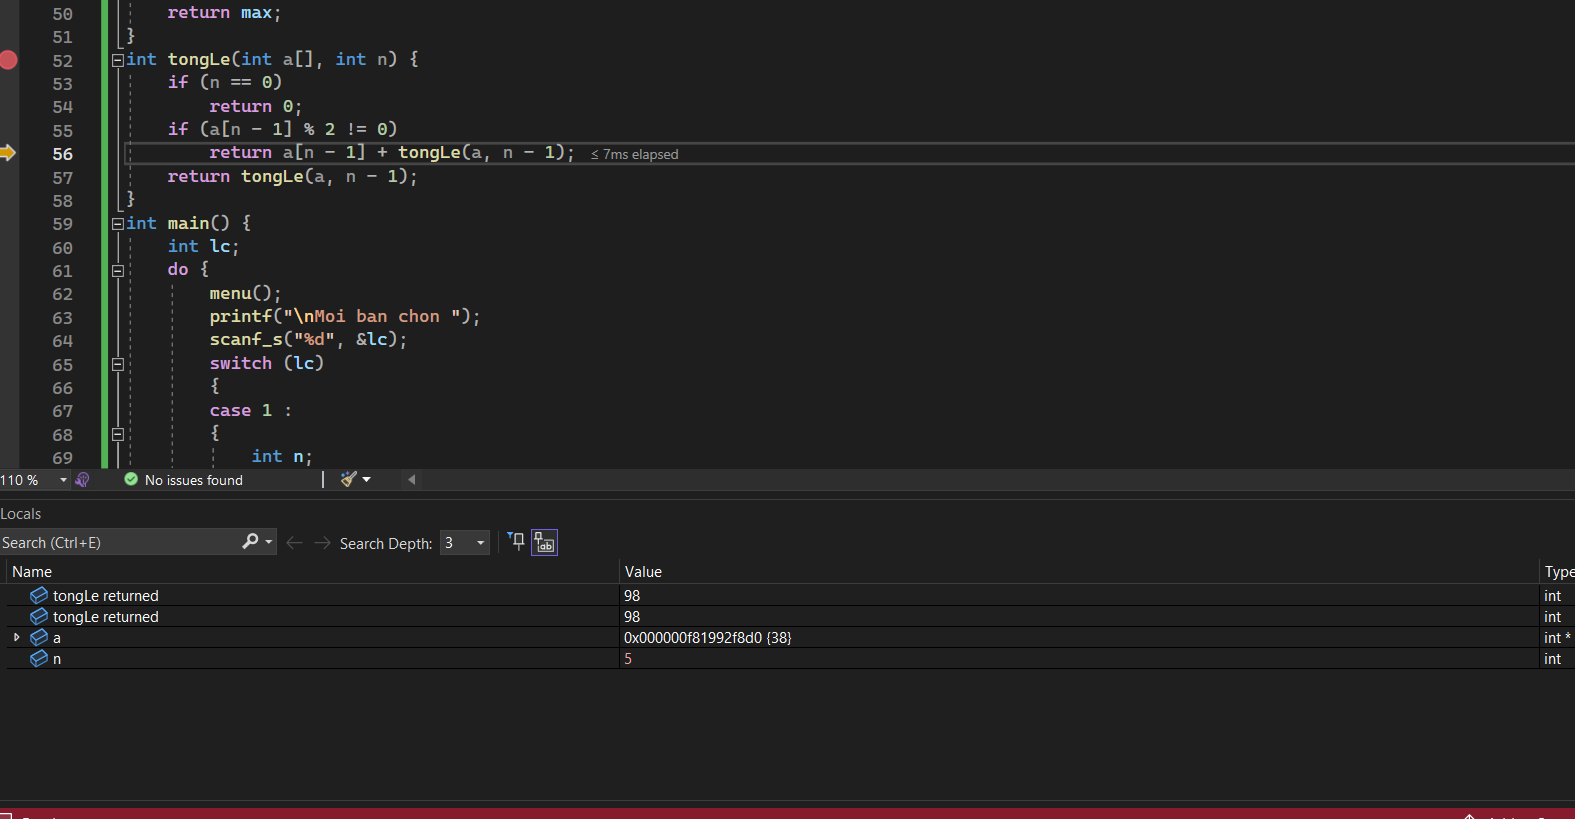 50 return max;
51 }
52 int tongLe(int a[], int n) {
53 if (n == 0)
54 return 0;
55 if (a[n - 1] % 2 != 0)
56 return a[n - 1] + tongLe(a, n - 1); ≤ 7ms elapsed
57 return tongLe(a, n - 1);
58 }
59 int main() {
60 int lc;
61 do {
62 menu();
63 printf("\nMoi ban chon ");
64 scanf_s("%d", &lc);
65 switch (lc)
66 {
67 case 1 :
68 {
69 int n;
110 % No issues found
Locals
Search (Ctrl+E) Search Depth: 3
Name Value Type
tongLe returned 98 int
tongLe returned 98 int
a 0x000000f81992f8d0 {38} int *
n 5 int